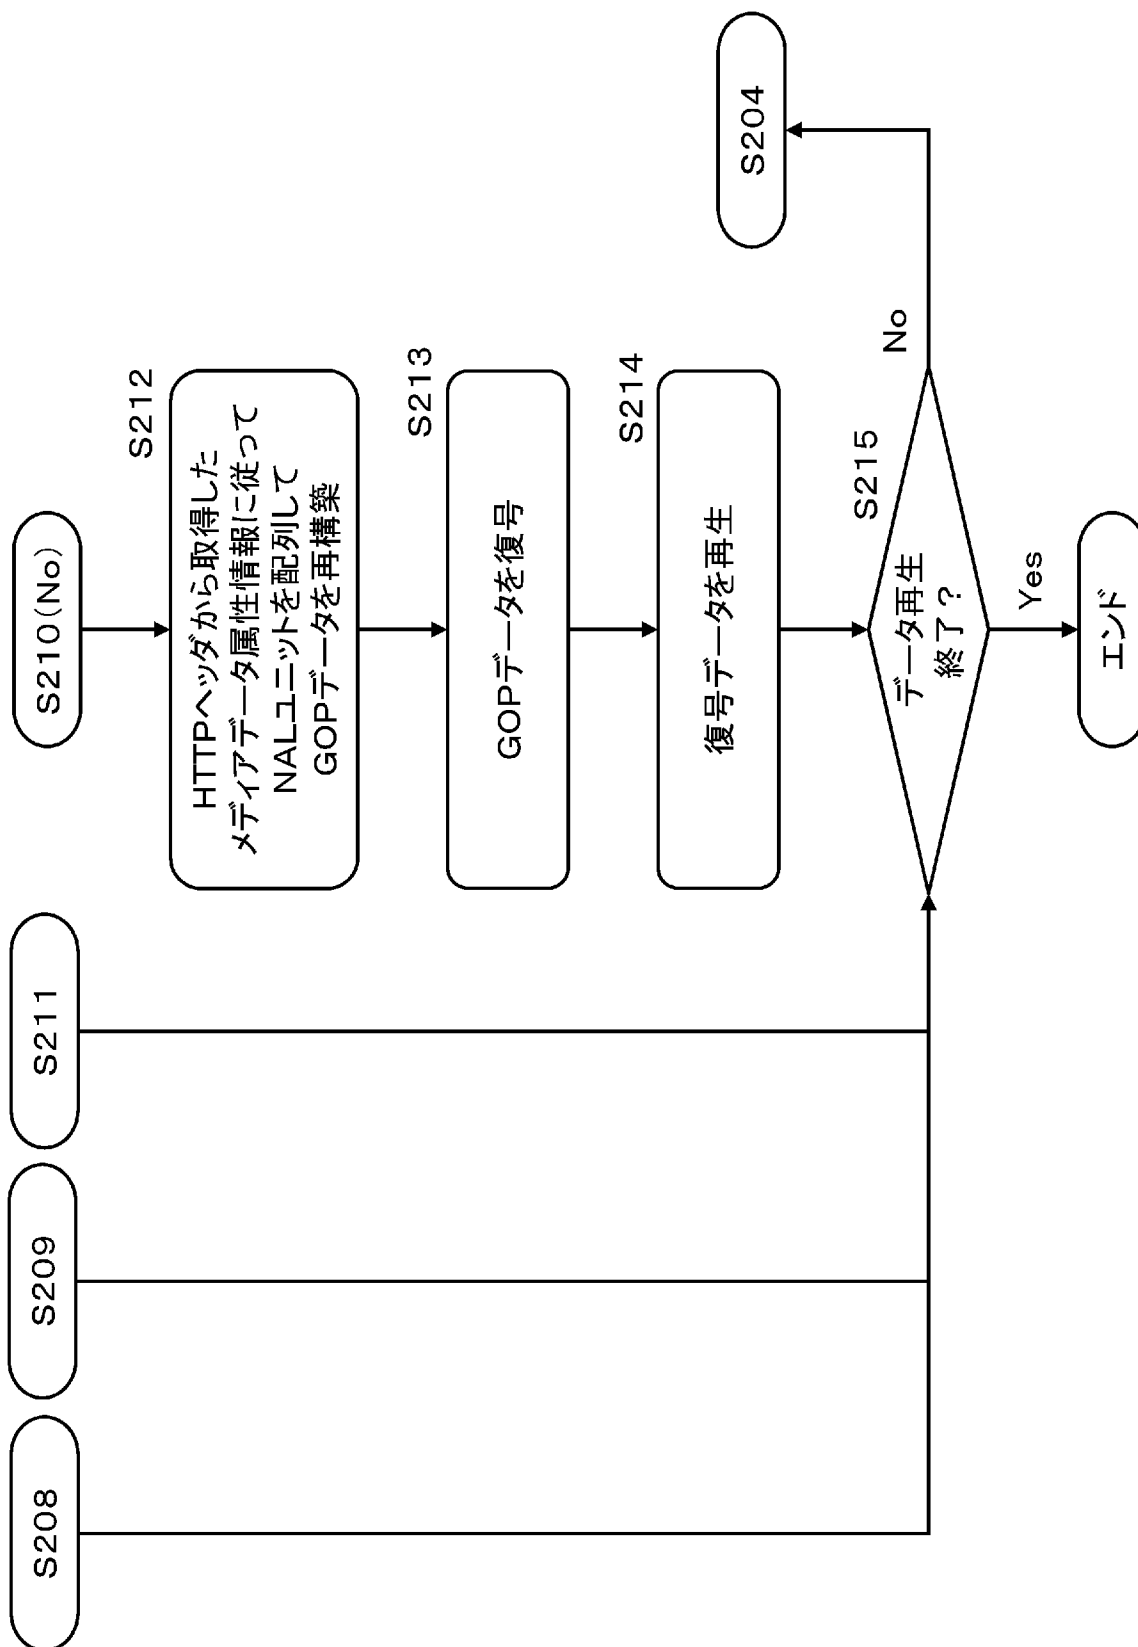 S208
S209
S211
S210(No)
S212
HTTPヘッダから取得した
メディアデータ属性情報に従って
NALユニットを配列して
GOPデータを再構築
S213
GOPデータを復号
S214
復号データを再生
S215
データ再生
終了?
No
S204
Yes
エンド